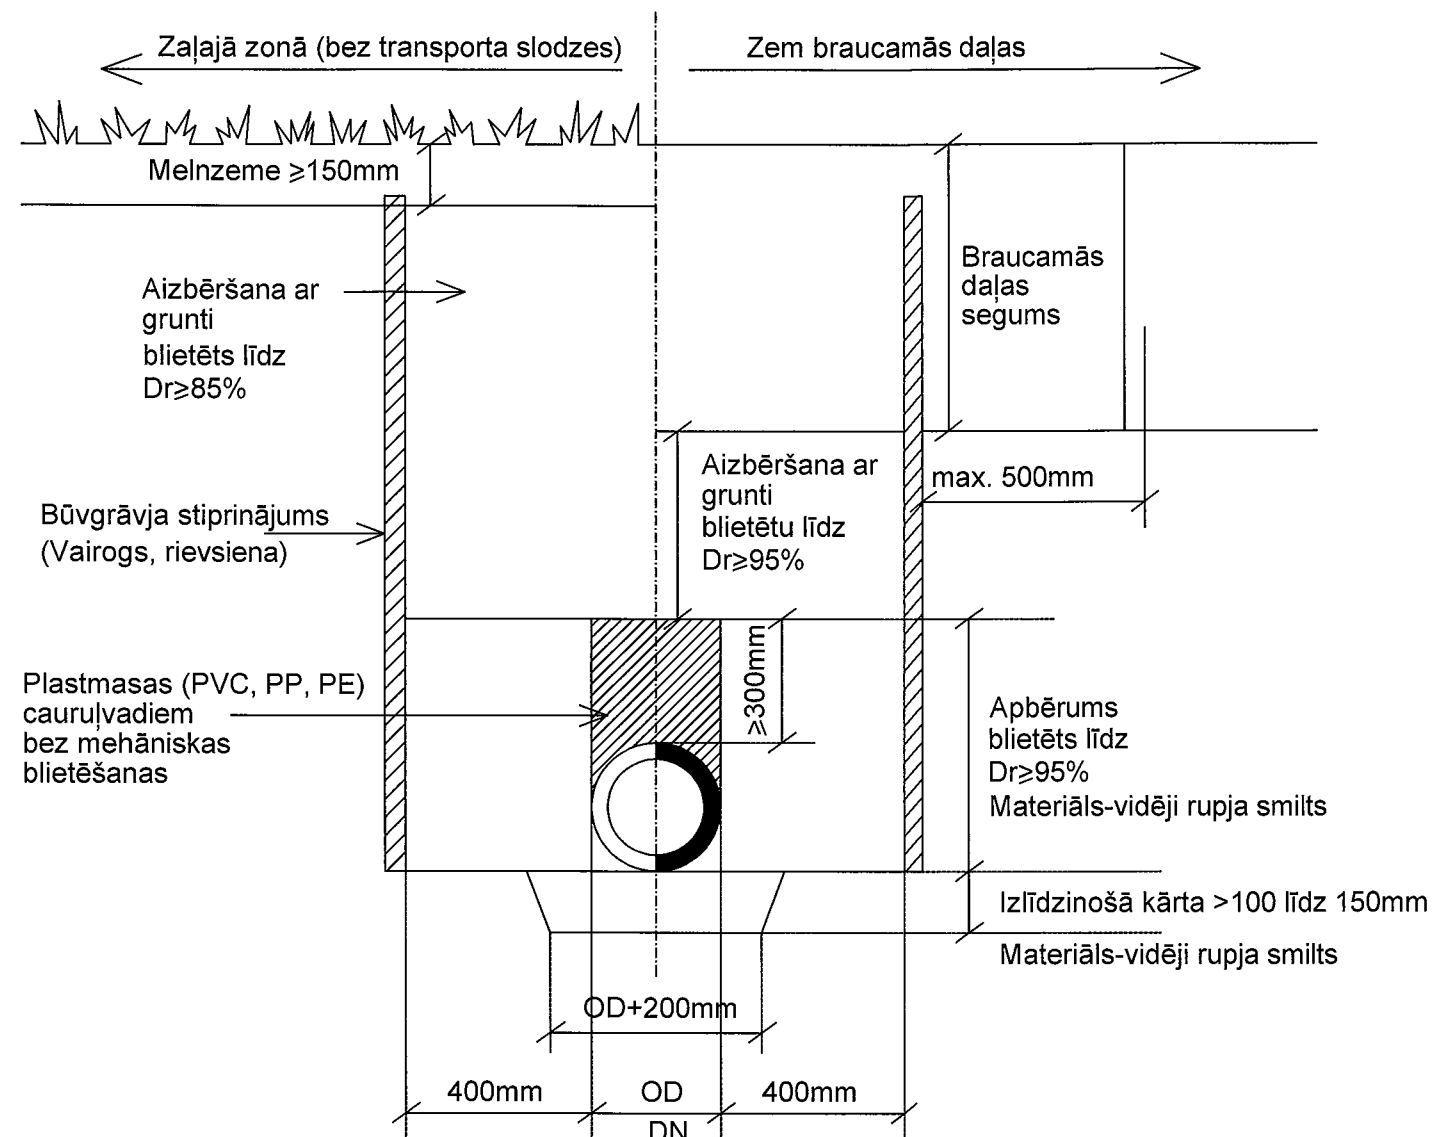 Zaļajā zonā (bez transporta slodzes)
Zem braucamās daļas
Melnzeme ⩾150mm
Aizbēršana ar
grunti
blietēts līdz
Dr⩾85%
Braucamās
daļas
segums
Aizbēršana ar
grunti
blietētu līdz
Dr⩾95%
max. 500mm
Būvgrāvja stiprinājums
(Vairogs, rievsiena)
⩾300mm
Plastmasas (PVC, PP, PE)
cauruļvadiem
bez mehāniskas
blietēšanas
Apbērums
blietēts līdz
Dr⩾95%
Materiāls-vidēji rupja smilts
Izlīdzinošā kārta >100 līdz 150mm
Materiāls-vidēji rupja smilts
OD+200mm
400mm
OD
400mm
DN